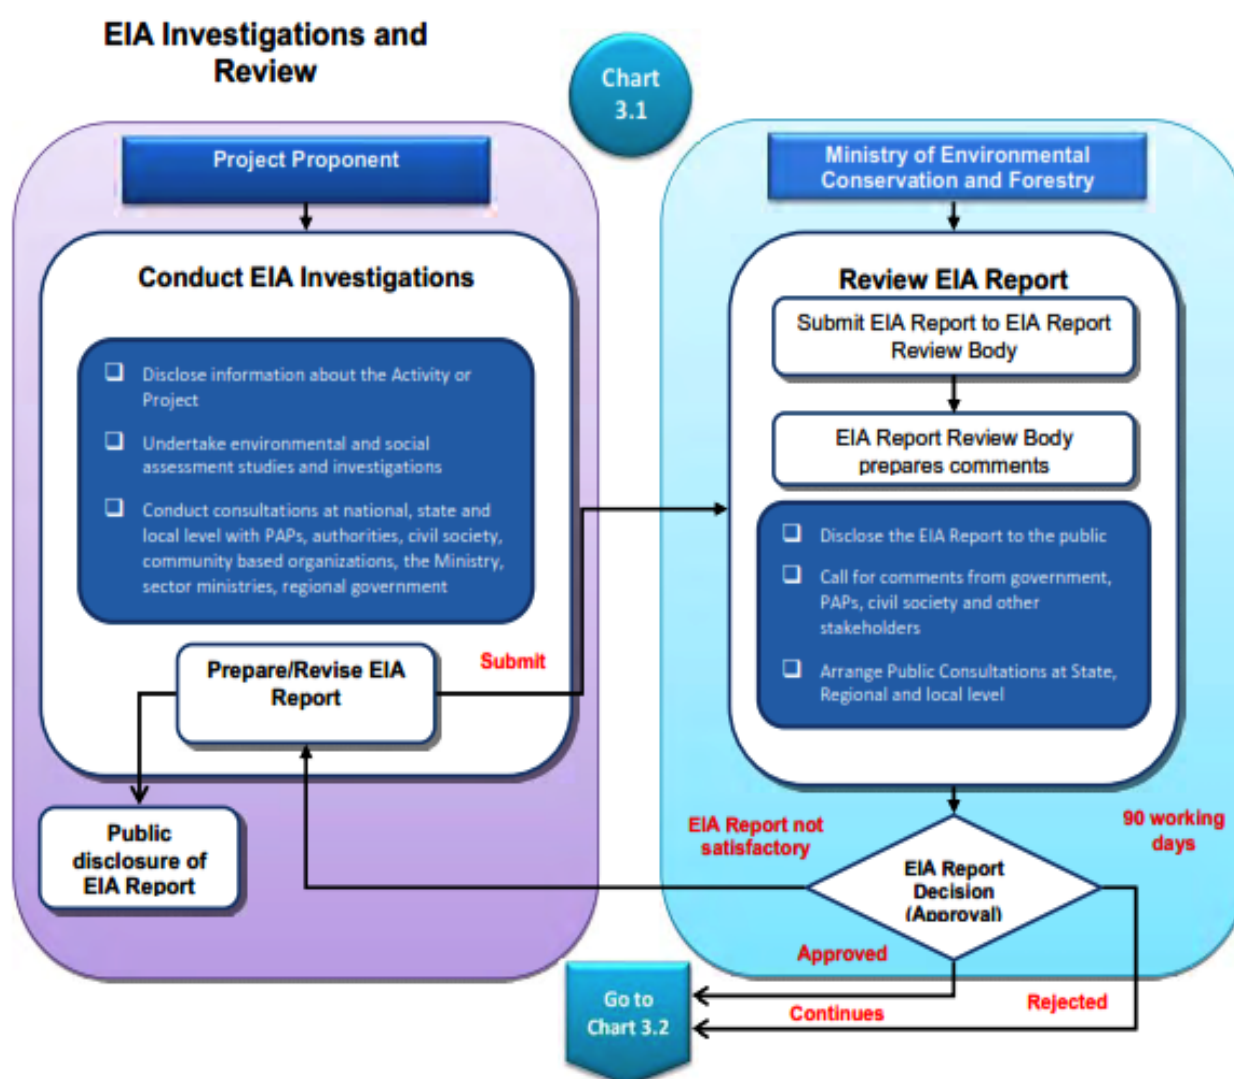 EIA Investigations and
Review
Chart
3.1
Project Proponent
Conduct EIA Investigations
❑ Disclose information about the Activity or
Project
❑ Undertake environmental and social
assessment studies and investigations
❑ Conduct consultations at national, state and
local level with PAPs, authorities, civil society,
community based organizations, the Ministry,
sector ministries, regional government
Prepare/Revise EIA
Report
Submit
Public
disclosure of
EIA Report
Ministry of Environmental
Conservation and Forestry
Review EIA Report
Submit EIA Report to EIA Report
Review Body
EIA Report Review Body
prepares comments
❑ Disclose the EIA Report to the public
❑ Call for comments from government,
PAPs, civil society and other
stakeholders
❑ Arrange Public Consultations at State,
Regional and local level
EIA Report not
satisfactory
90 working
days
EIA Report
Decision
(Approval)
Approved
Continues
Rejected
Go to
Chart 3.2